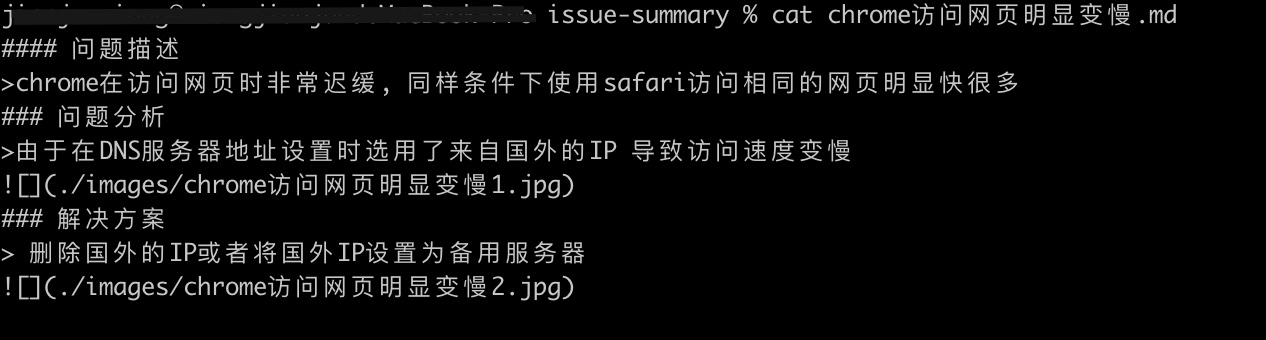 issue-summary % cat chrome访问网页明显变慢.md
#### 问题描述
>chrome在访问网页时非常迟缓，同样条件下使用safari访问相同的网页明显快很多
### 问题分析
>由于在DNS服务器地址设置时选用了来自国外的IP 导致访问速度变慢
![](./images/chrome访问网页明显变慢1.jpg)
### 解决方案
> 删除国外的IP或者将国外IP设置为备用服务器
![](./images/chrome访问网页明显变慢2.jpg)